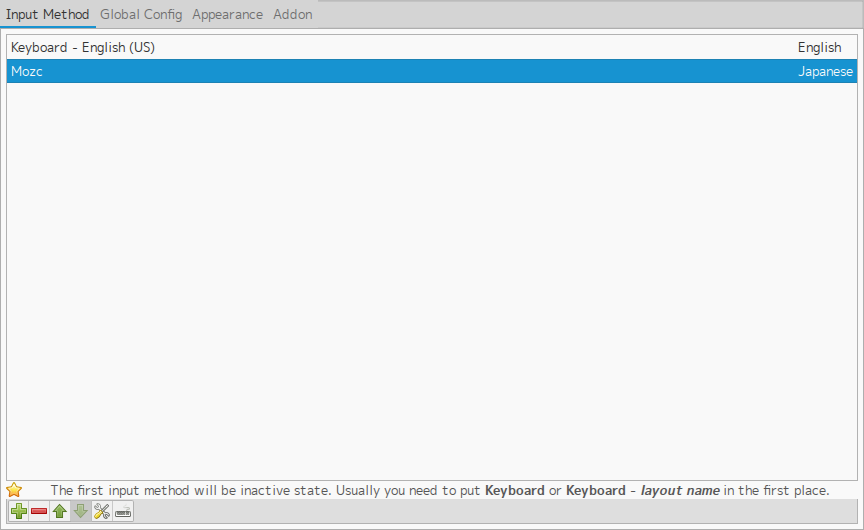 Input Method Global Config Appearance Addon
Keyboard - English (US) English
Mozc Japanese
The first input method will be inactive state. Usually you need to put Keyboard or Keyboard - layout name in the first place.